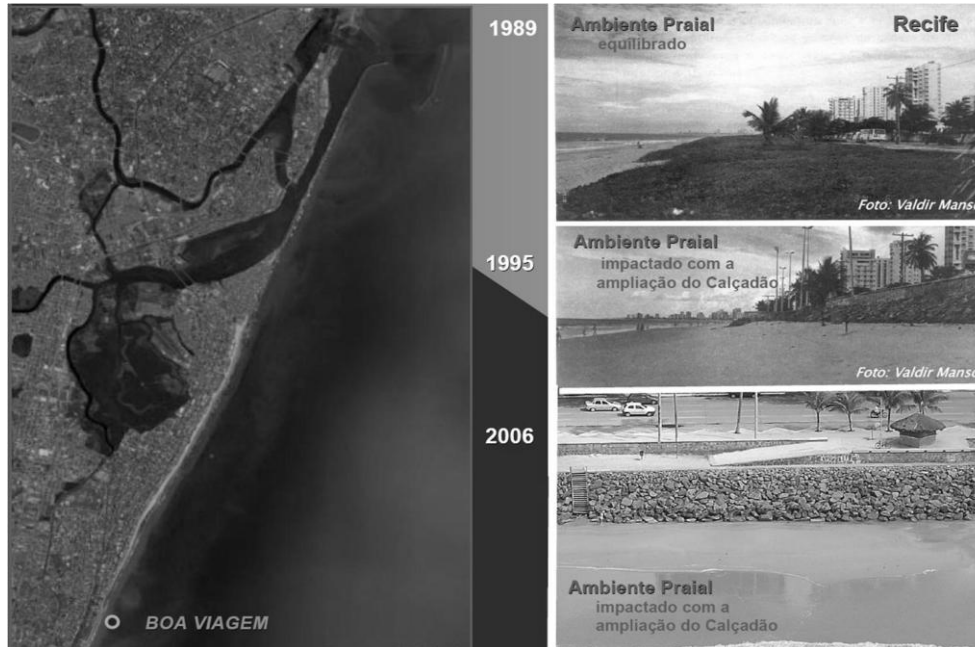 1989
1995
2006
BOA VIAGEM
Ambiente Praial
equilibrado
Recife
Foto: Valdir Manso
Ambiente Praial
impactado com a
ampliação do Calçadão
Foto: Valdir Manso
Ambiente Praial
impactado com a
ampliação do Calçadão